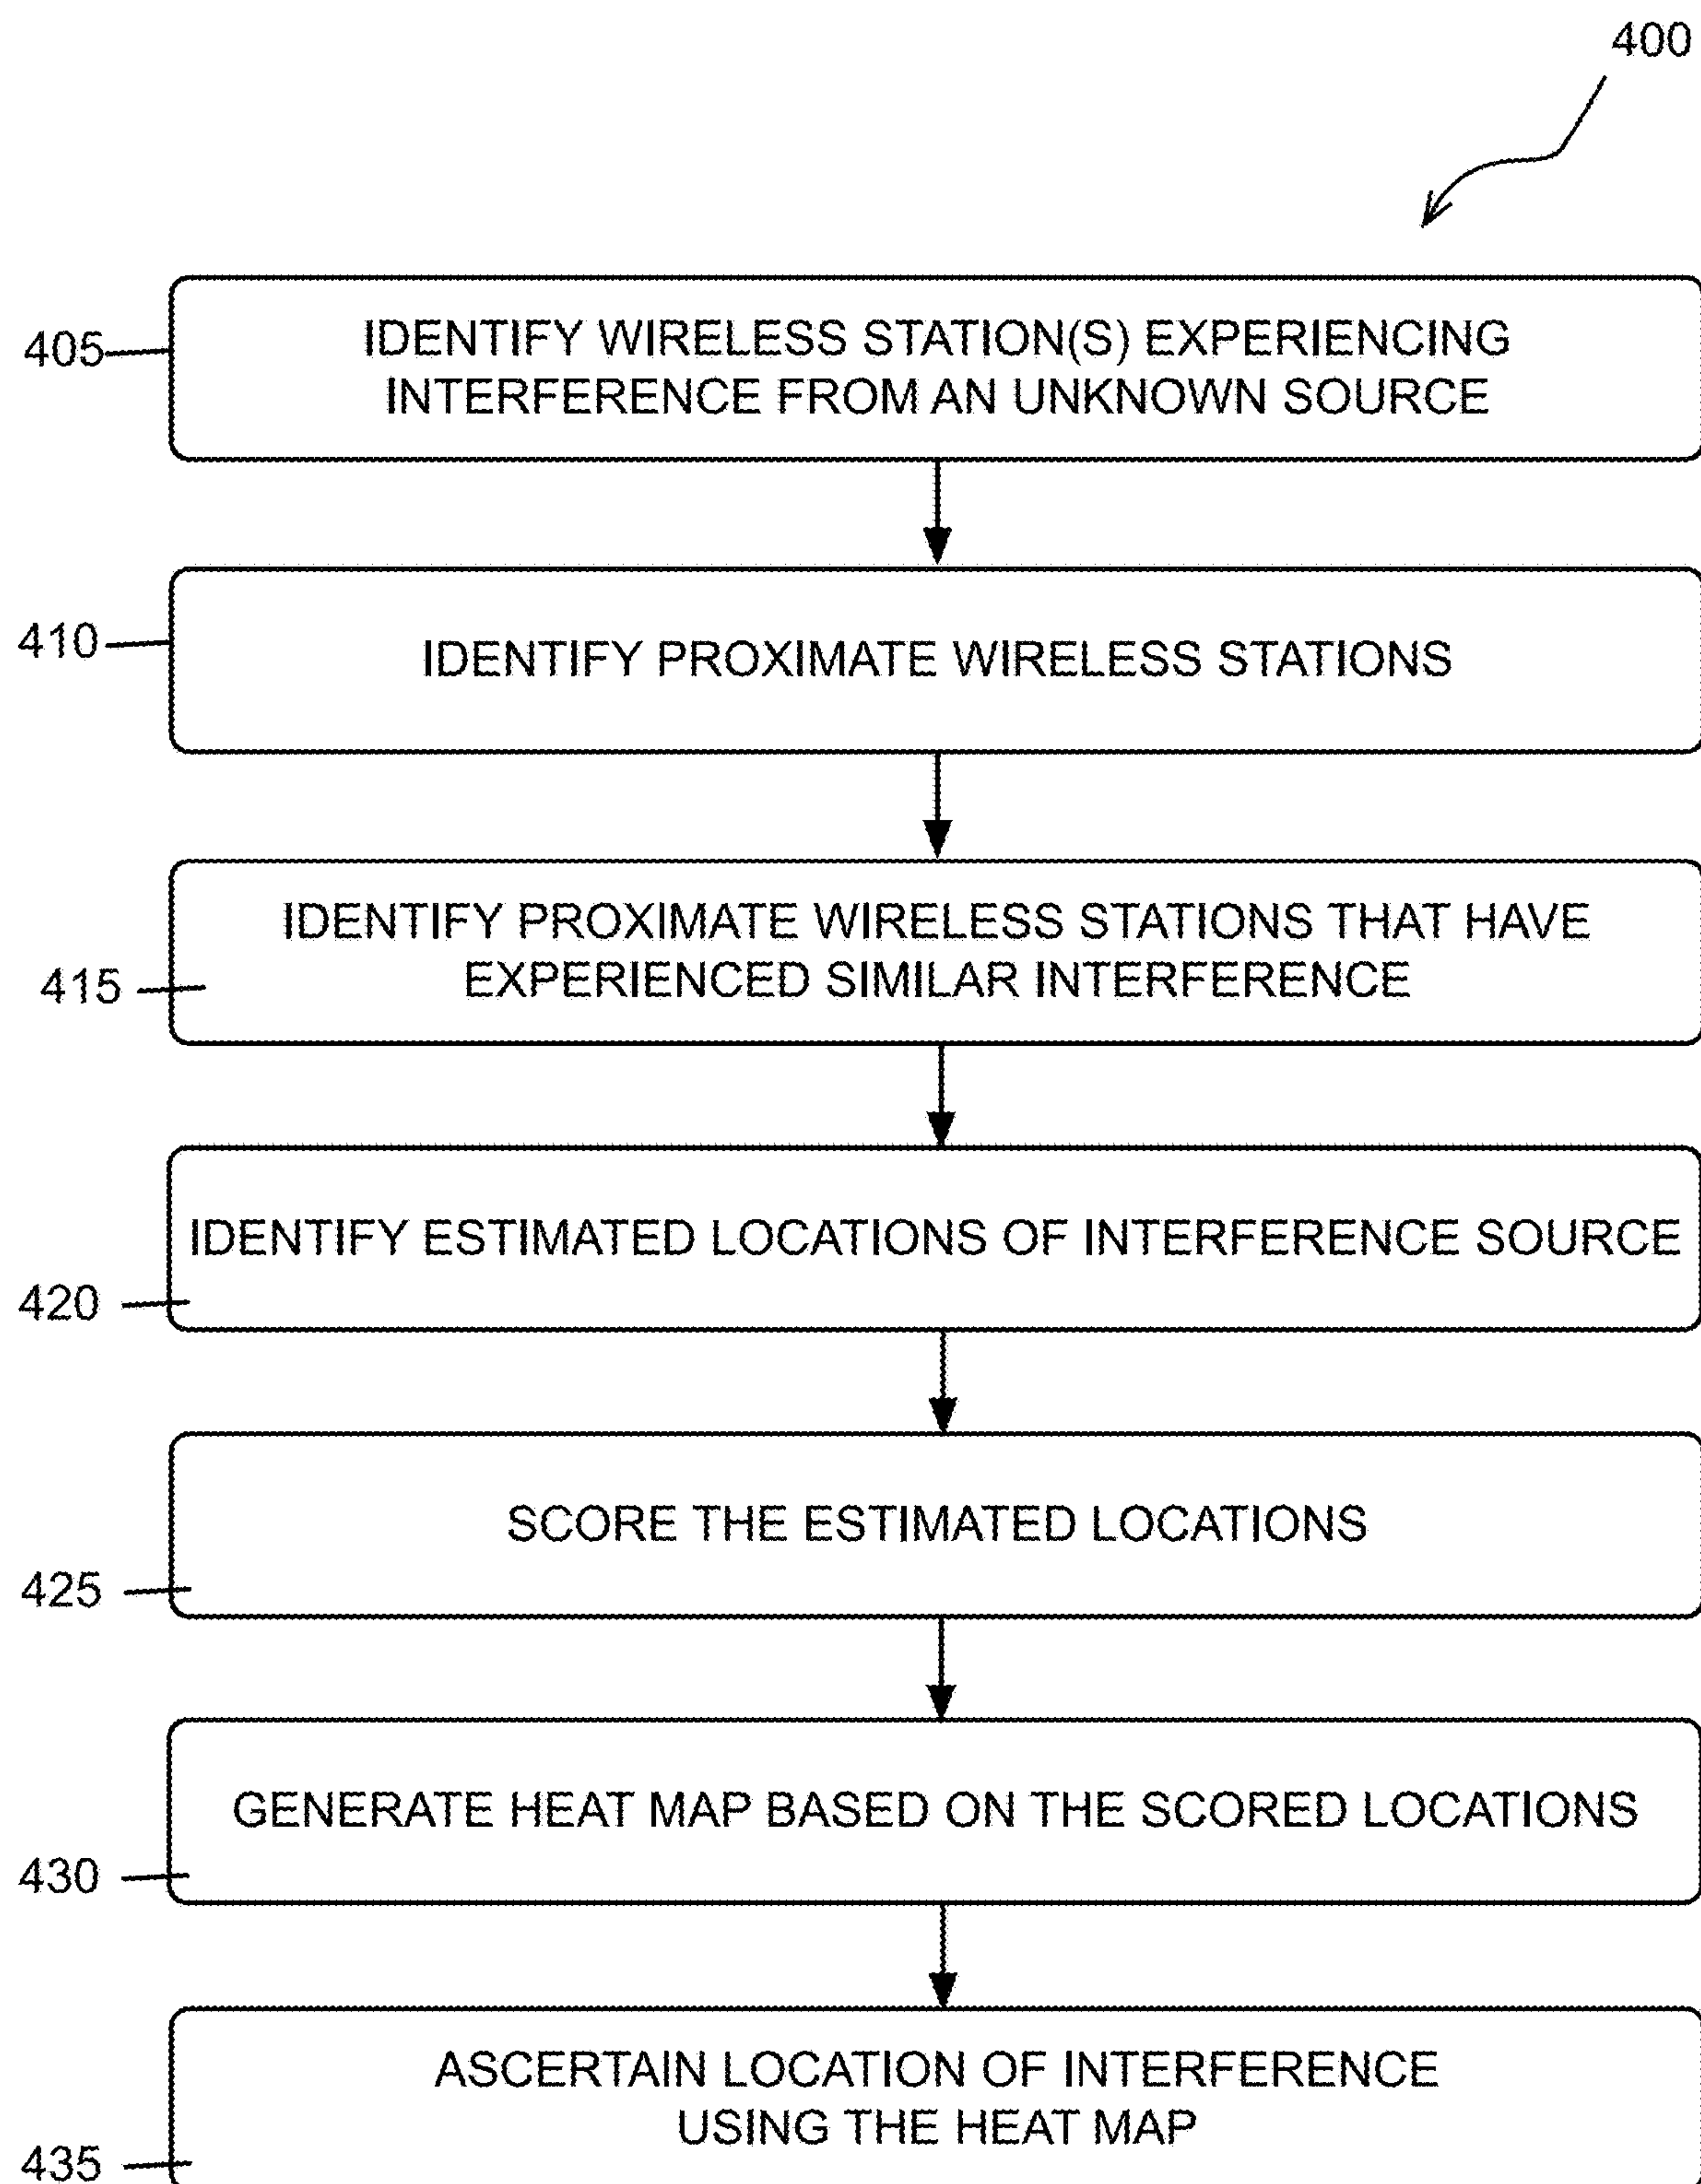 400
405
IDENTIFY WIRELESS STATION(S) EXPERIENCING
INTERFERENCE FROM AN UNKNOWN SOURCE
410
IDENTIFY PROXIMATE WIRELESS STATIONS
IDENTIFY PROXIMATE WIRELESS STATIONS THAT HAVE
EXPERIENCED SIMILAR INTERFERENCE
415
IDENTIFY ESTIMATED LOCATIONS OF INTERFERENCE SOURCE
420
SCORE THE ESTIMATED LOCATIONS
425
GENERATE HEAT MAP BASED ON THE SCORED LOCATIONS
430
ASCERTAIN LOCATION OF INTERFERENCE
USING THE HEAT MAP
435